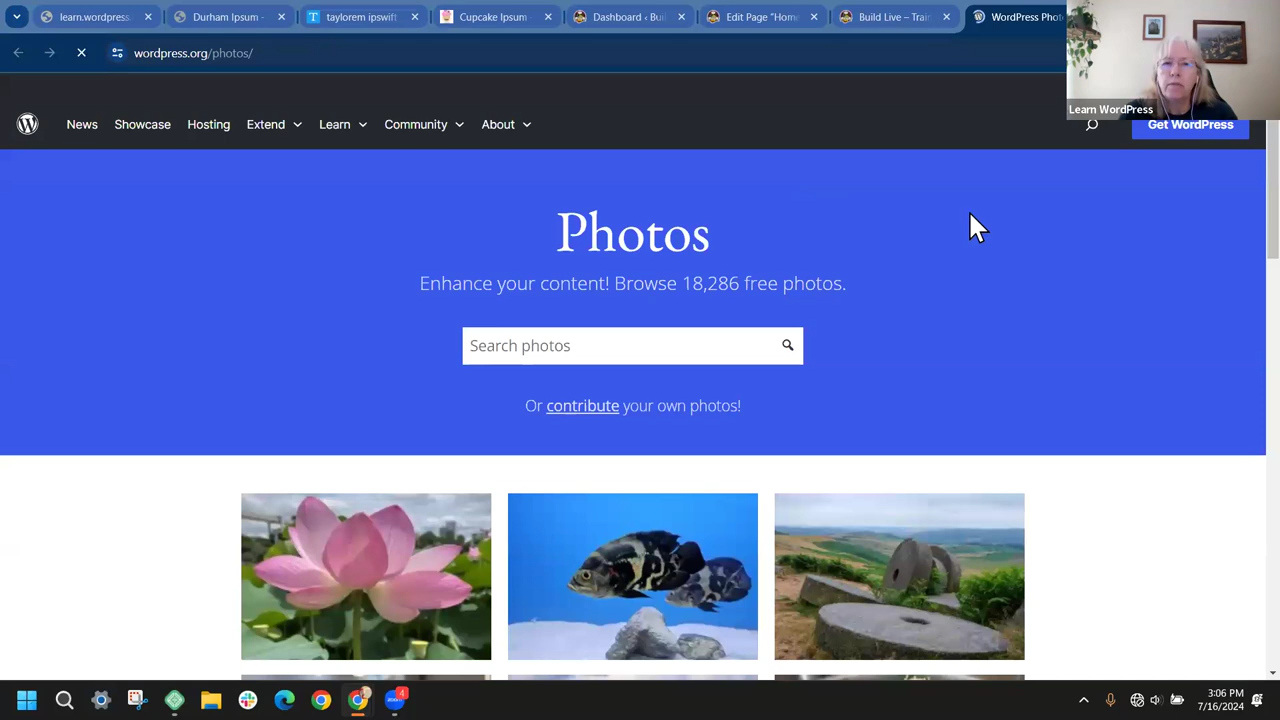 learn.wordpress.
Durham Ipsum -
taylorem ipswift
Cupcake Ipsum
Dashboard ‹ Bui
Edit Page "Hom
Build Live – Trai
WordPress Phot
wordpress.org/photos/
Learn WordPress
News
Showcase
Hosting
Extend
Learn
Community
About
Get WordPress
Photos
Enhance your content! Browse 18,286 free photos.
Search photos
Or contribute your own photos!
4
3:06 PM
7/16/2024